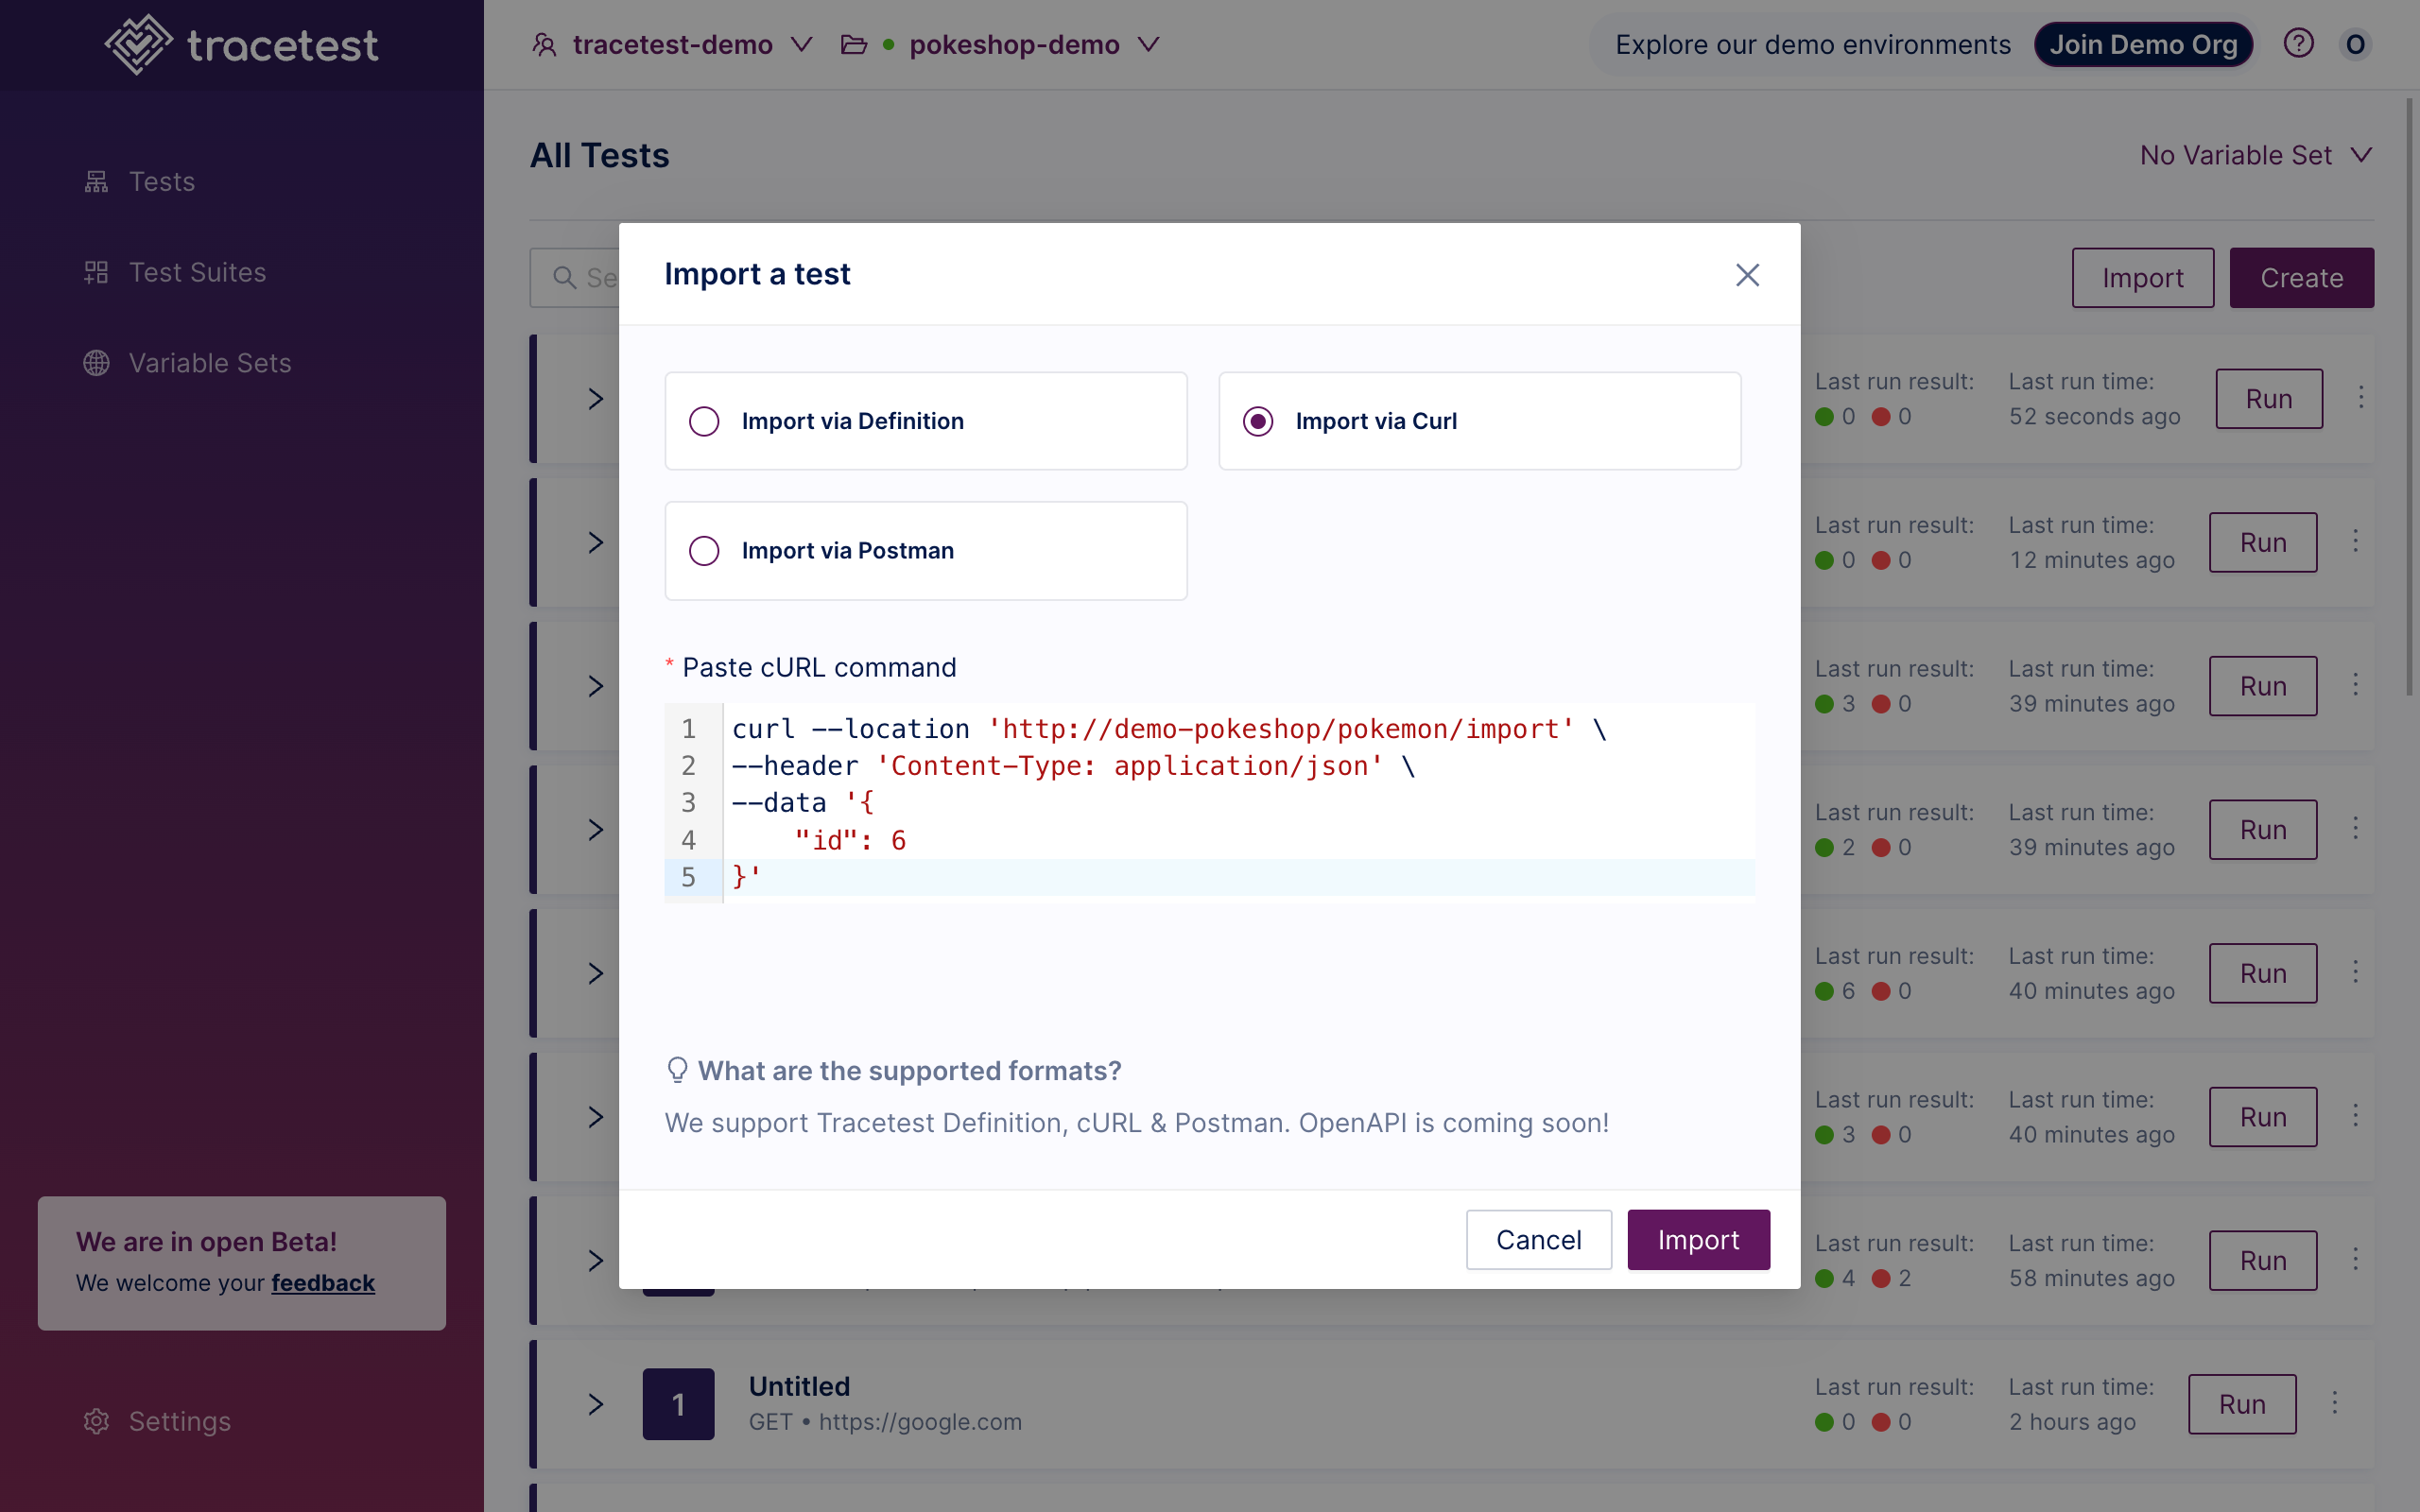 tracetest
tracetest-demo
pokeshop-demo
Explore our demo environments
Join Demo Org
O
Tests
Test Suites
Variable Sets
All Tests
No Variable Set
Se
Import
Create
Import a test
Import via Definition
Import via Curl
Import via Postman
* Paste cURL command
1 curl --location 'http://demo-pokeshop/pokemon/import' \
2 --header 'Content-Type: application/json' \
3 --data '{
4     "id": 6
5 }'
What are the supported formats?
We support Tracetest Definition, cURL & Postman. OpenAPI is coming soon!
Cancel
Import
Last run result: Last run time:
0 0 52 seconds ago
Run
Last run result: Last run time:
0 0 12 minutes ago
Run
Last run result: Last run time:
3 0 39 minutes ago
Run
Last run result: Last run time:
2 0 39 minutes ago
Run
Last run result: Last run time:
6 0 40 minutes ago
Run
Last run result: Last run time:
3 0 40 minutes ago
Run
Last run result: Last run time:
4 2 58 minutes ago
Run
1
Untitled
GET • https://google.com
Last run result: Last run time:
0 0 2 hours ago
Run
We are in open Beta!
We welcome your feedback
Settings